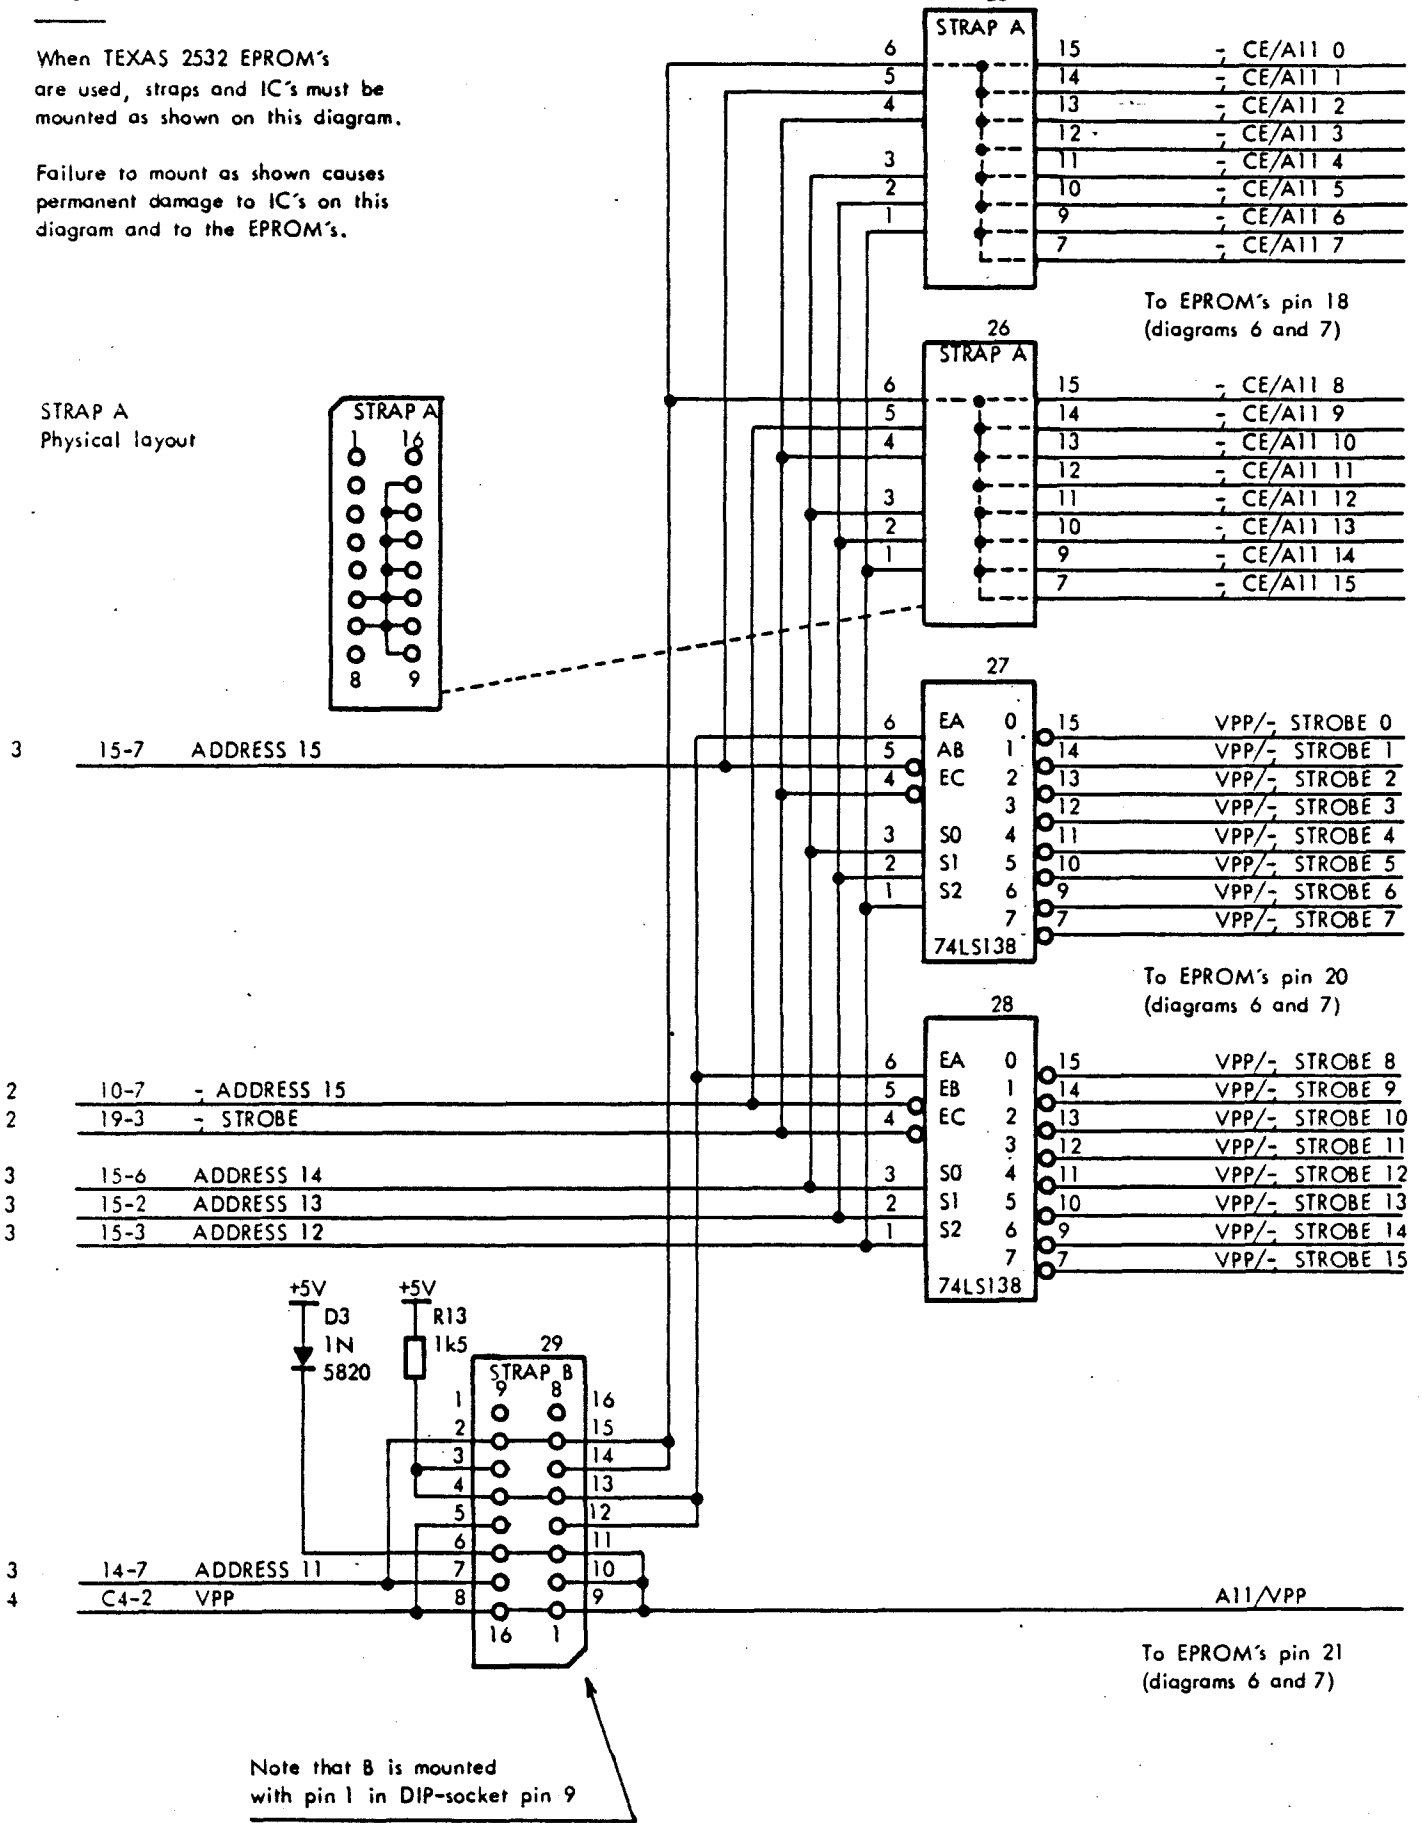 When TEXAS 2532 EPROM's
are used, straps and IC's must be
mounted as shown on this diagram.
Failure to mount as shown causes
permanent damage to IC's on this
diagram and to the EPROM's.
STRAP A
6 15 -, CE/A11 0
5 14 -, CE/A11 1
4 13 -, CE/A11 2
12 -, CE/A11 3
3 11 -, CE/A11 4
2 10 -, CE/A11 5
1 9 -, CE/A11 6
7 -, CE/A11 7
To EPROM's pin 18
(diagrams 6 and 7)
26
STRAP A
6 15 -, CE/A11 8
5 14 -, CE/A11 9
4 13 -, CE/A11 10
12 -, CE/A11 11
3 11 -, CE/A11 12
2 10 -, CE/A11 13
1 9 -, CE/A11 14
7 -, CE/A11 15
STRAP A
Physical layout
STRAP A
1 16
8 9
27
6 EA 0 15 VPP/-, STROBE 0
3 15-7 ADDRESS 15 5 AB 1 14 VPP/-, STROBE 1
4 EC 2 13 VPP/-, STROBE 2
3 12 VPP/-, STROBE 3
3 S0 4 11 VPP/-, STROBE 4
2 S1 5 10 VPP/-, STROBE 5
1 S2 6 9 VPP/-, STROBE 6
7 7 VPP/-, STROBE 7
74LS138
To EPROM's pin 20
(diagrams 6 and 7)
28
6 EA 0 15 VPP/-, STROBE 8
2 10-7 -, ADDRESS 15 5 EB 1 14 VPP/-, STROBE 9
2 19-3 -, STROBE 4 EC 2 13 VPP/-, STROBE 10
3 12 VPP/-, STROBE 11
3 15-6 ADDRESS 14 3 S0 4 11 VPP/-, STROBE 12
3 15-2 ADDRESS 13 2 S1 5 10 VPP/-, STROBE 13
3 15-3 ADDRESS 12 1 S2 6 9 VPP/-, STROBE 14
7 7 VPP/-, STROBE 15
74LS138
+5V +5V
D3 R13
1N 1k5
5820
29
STRAP B
9 8
1 16
2 15
3 14
4 13
5 12
6 11
3 14-7 ADDRESS 11 7 10
4 C4-2 VPP 8 9 A11/VPP
16 1
To EPROM's pin 21
(diagrams 6 and 7)
Note that B is mounted
with pin 1 in DIP-socket pin 9